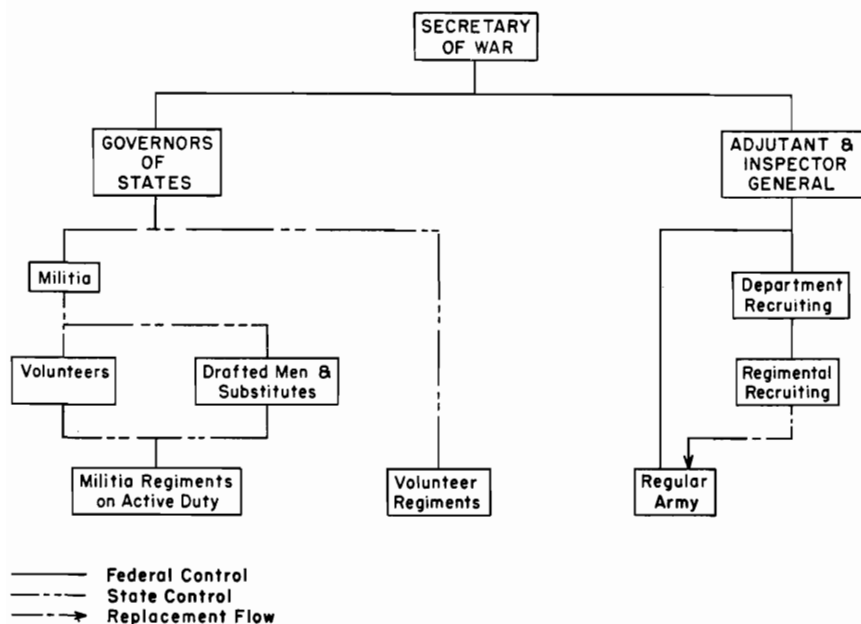 SECRETARY
OF WAR
GOVERNORS
OF
STATES
ADJUTANT &
INSPECTOR
GENERAL
Militia
Department
Recruiting
Volunteers
Drafted Men &
Substitutes
Regimental
Recruiting
Militia Regiments
on Active Duty
Volunteer
Regiments
Regular
Army
Federal Control
State Control
Replacement Flow